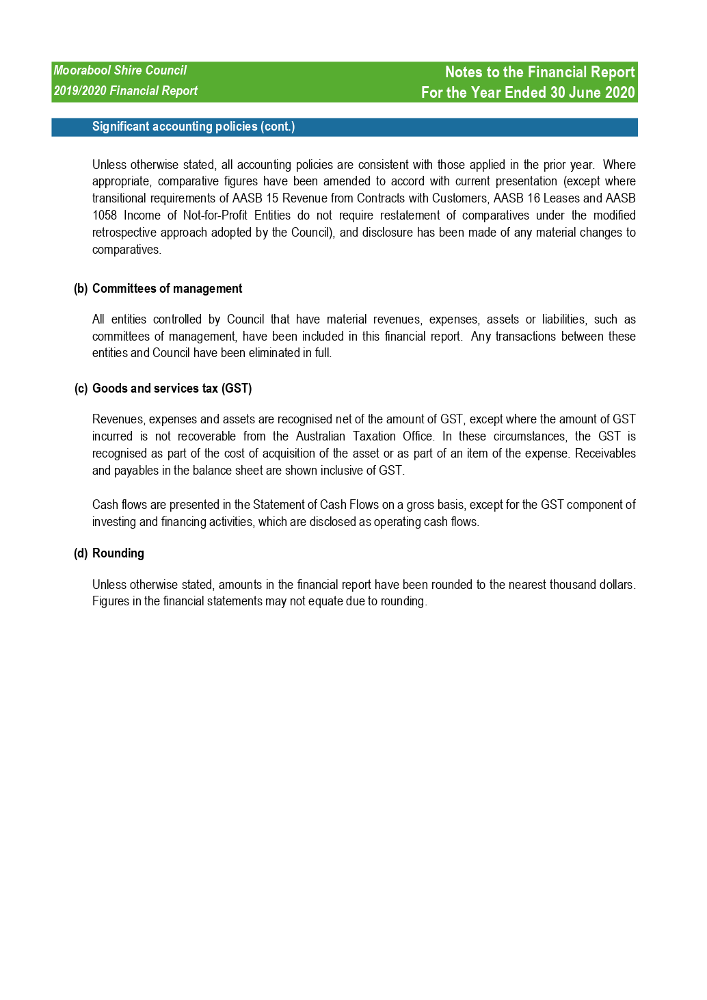 Moorabool Shire Council
2019/2020 Financial Report
Notes to the Financial Report
For the Year Ended 30 June 2020
Significant accounting policies (cont.)
Unless otherwise stated, all accounting policies are consistent with those applied in the prior year. Where
appropriate, comparative figures have been amended to accord with current presentation (except where
transitional requirements of AASB 15 Revenue from Contracts with Customers, AASB 16 Leases and AASB
1058 Income of Not-for-Profit Entities do not require restatement of comparatives under the modified
retrospective approach adopted by the Council), and disclosure has been made of any material changes to
comparatives.
(b) Committees of management
All entities controlled by Council that have material revenues, expenses, assets or liabilities, such as
committees of management, have been included in this financial report. Any transactions between these
entities and Council have been eliminated in full.
(c) Goods and services tax (GST)
Revenues, expenses and assets are recognised net of the amount of GST, except where the amount of GST
incurred is not recoverable from the Australian Taxation Office. In these circumstances, the GST is
recognised as part of the cost of acquisition of the asset or as part of an item of the expense. Receivables
and payables in the balance sheet are shown inclusive of GST.
Cash flows are presented in the Statement of Cash Flows on a gross basis, except for the GST component of
investing and financing activities, which are disclosed as operating cash flows.
(d) Rounding
Unless otherwise stated, amounts in the financial report have been rounded to the nearest thousand dollars.
Figures in the financial statements may not equate due to rounding.